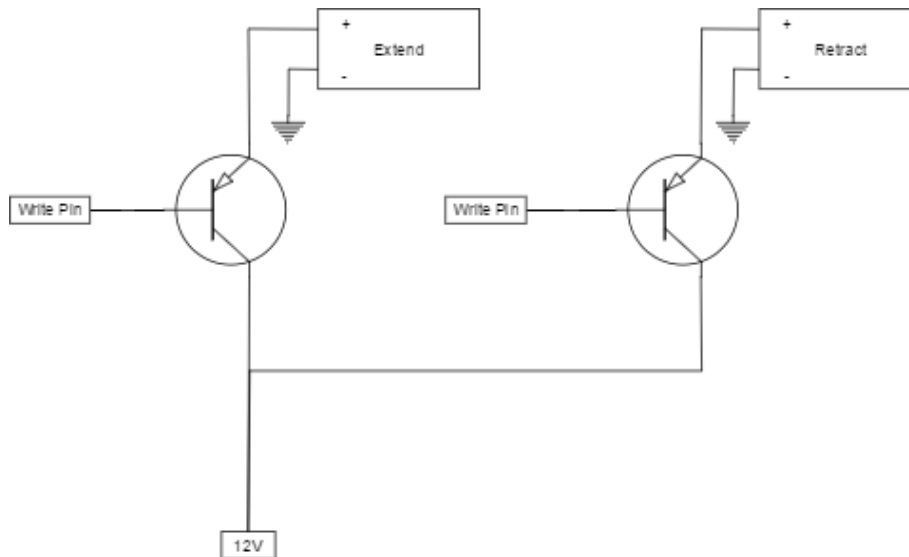 +
Extend
-
+
Retract
-
Write Pin
Write Pin
12V